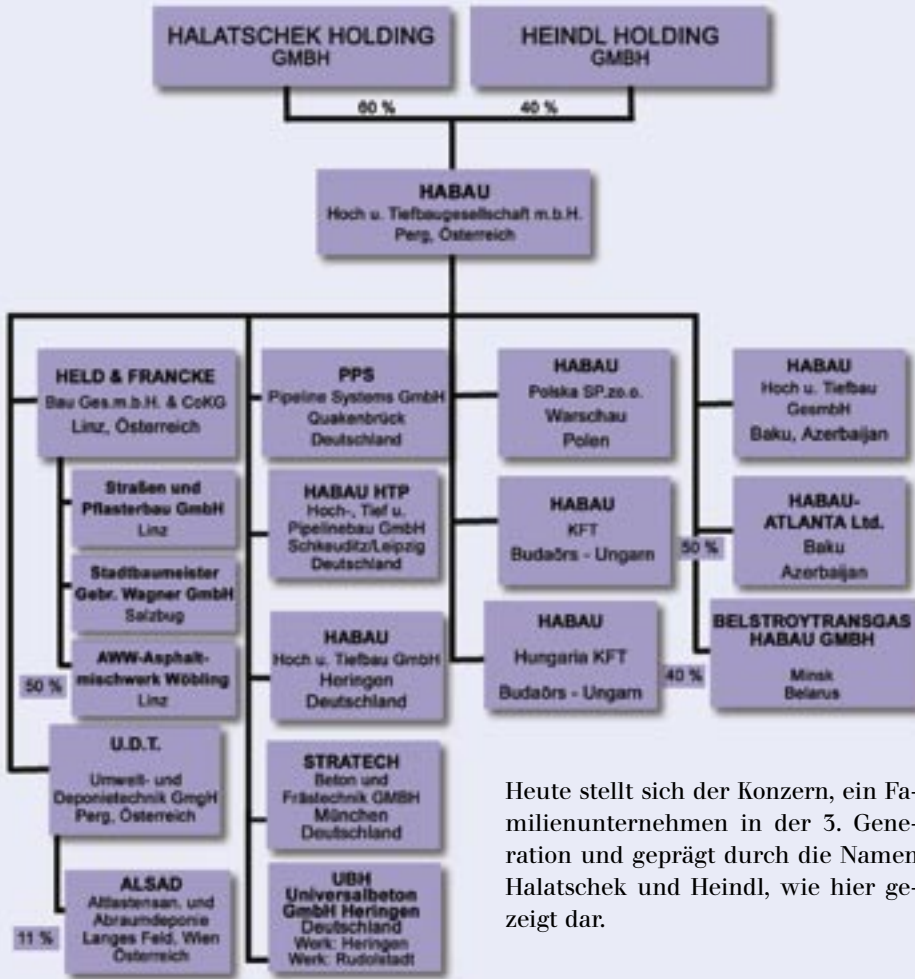 HALATSCHEK HOLDING
GMBH
HEINDL HOLDING
GMBH
60 %
40 %
HABAU
Hoch u. Tiefbaugesellschaft m.b.H.
Perg, Österreich
HELD & FRANCKE
Bau Ges.m.b.H. & CoKG
Linz, Österreich
Straßen und
Pflasterbau GmbH
Linz
Stadtbaumeister
Gebr. Wagner GmbH
Salzbug
AWW-Asphalt-
mischwerk Wöbling
Linz
50 %
U.D.T.
Umwelt- und
Deponietechnik GmgH
Perg, Österreich
ALSAD
Altlastensan. und
Abraumdeponie
Langes Feld, Wien
Österreich
11 %
PPS
Pipeline Systems GmbH
Quakenbrück
Deutschland
HABAU HTP
Hoch-, Tief u.
Pipelinebau GmbH
Schkeuditz/Leipzig
Deutschland
HABAU
Hoch u. Tiefbau GmbH
Heringen
Deutschland
STRATECH
Beton und
Frästechnik GMBH
München
Deutschland
UBH
Universalbeton
GmbH Heringen
Deutschland
Werk: Heringen
Werk: Rudolstadt
HABAU
Polska SP.zo.o.
Warschau
Polen
HABAU
KFT
Budaörs - Ungarn
HABAU
Hungaria KFT
Budaörs - Ungarn
HABAU
Hoch u. Tiefbau
GesmbH
Baku, Azerbaijan
HABAU-
ATLANTA Ltd.
Baku
Azerbaijan
50 %
BELSTROYTRANSGAS
HABAU GMBH
Minsk
Belarus
40 %
Heute stellt sich der Konzern, ein Fa-
milienunternehmen in der 3. Gene-
ration und geprägt durch die Namen
Halatschek und Heindl, wie hier ge-
zeigt dar.